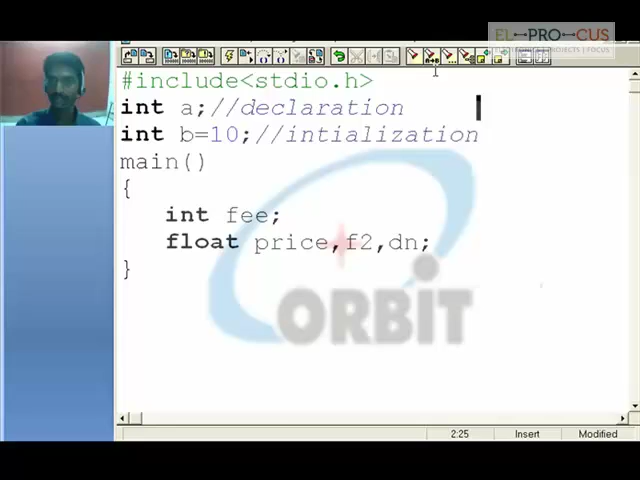 EL PRO CUS
#include<stdio.h>
int a;//declaration
int b=10;//intialization
main()
{
int fee;
float price,f2,dn;
}
ORBIT
2:25 Insert Modified